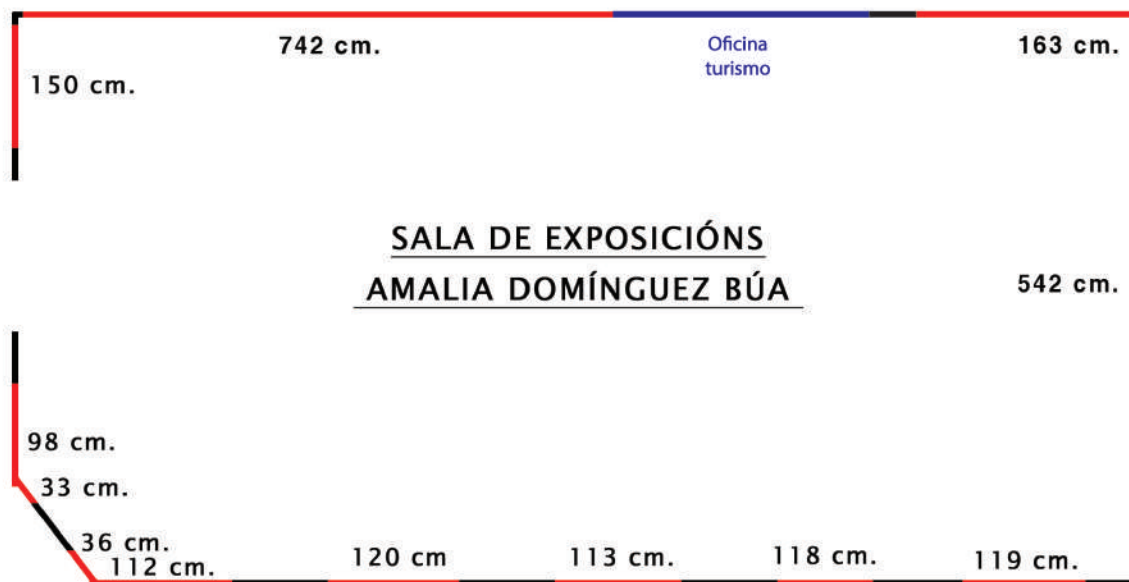 742 cm.
Oficina
turismo
163 cm.
150 cm.
SALA DE EXPOSICIÓNS
AMALIA DOMÍNGUEZ BÚA
542 cm.
98 cm.
33 cm.
36 cm.
112 cm.
120 cm
113 cm.
118 cm.
119 cm.